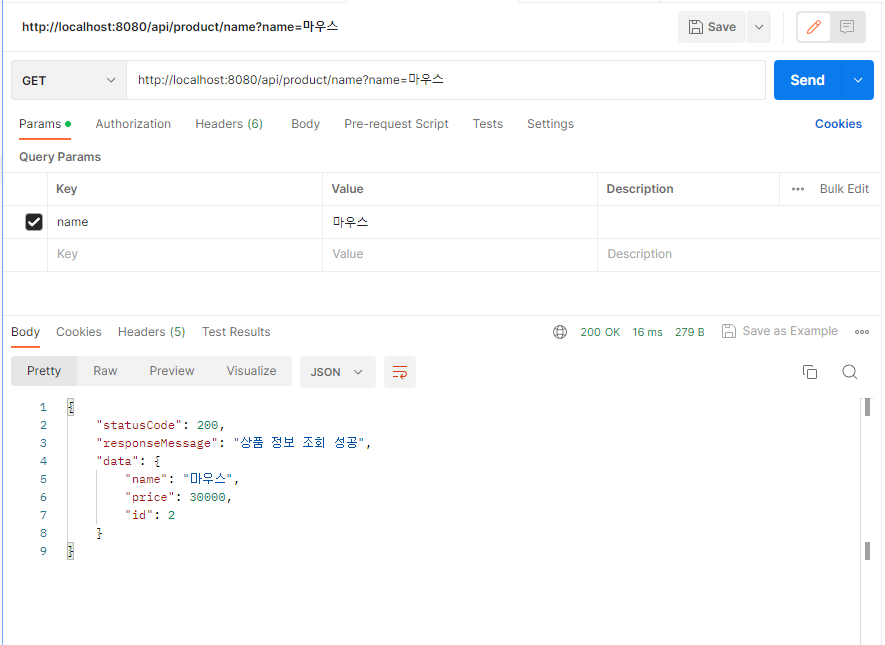 http://localhost:8080/api/product/name?name=마우스 Save
GET http://localhost:8080/api/product/name?name=마우스 Send
Params Authorization Headers (6) Body Pre-request Script Tests Settings Cookies
Query Params
Key Value Description Bulk Edit
name 마우스
Key Value Description
Body Cookies Headers (5) Test Results 200 OK 16 ms 279 B Save as Example
Pretty Raw Preview Visualize JSON
1 {
2 "statusCode": 200,
3 "responseMessage": "상품 정보 조회 성공",
4 "data": {
5 "name": "마우스",
6 "price": 30000,
7 "id": 2
8 }
9 }